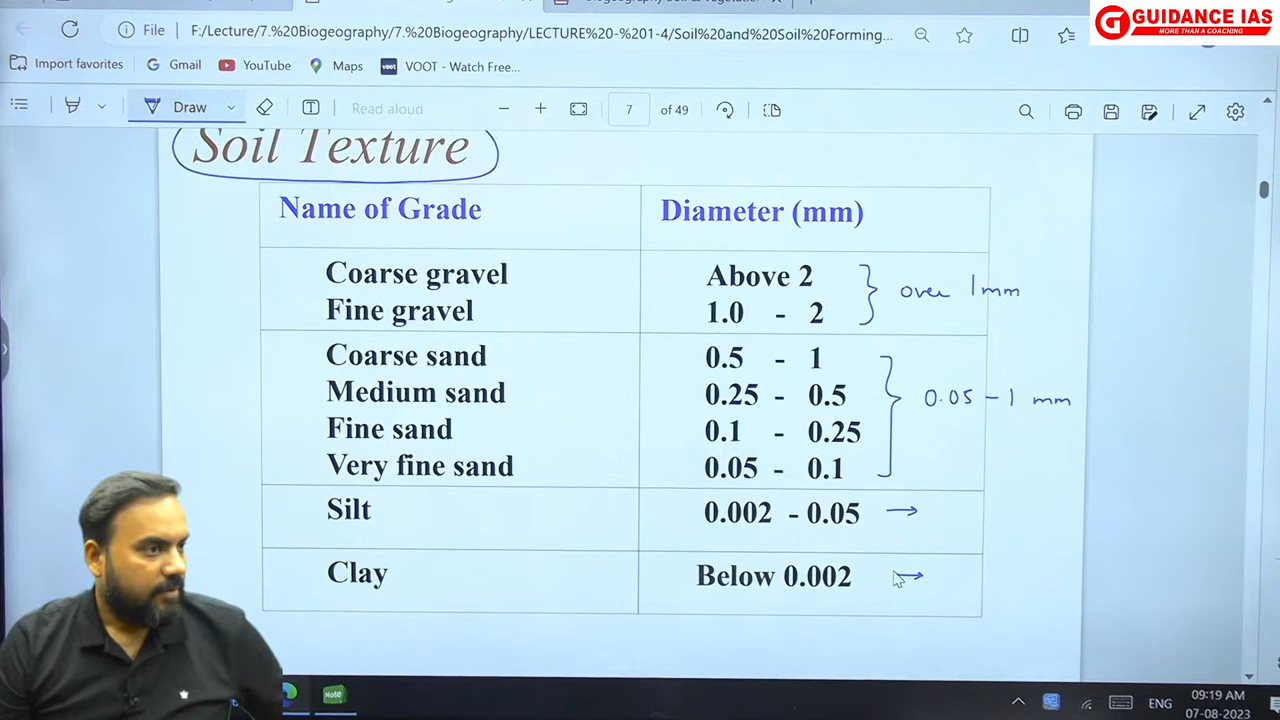 Biogeography Soil & Vegetation
GUIDANCE IAS
MORE THAN A COACHING
File
F:/Lecture/7.%20Biogeography/7.%20Biogeography/LECTURE%20-%201-4/Soil%20and%20Soil%20Forming...
Import favorites
Gmail
YouTube
Maps
voot
VOOT - Watch Free...
Draw
Read aloud
7 of 49
Soil Texture
Name of Grade Diameter (mm)
Coarse gravel Above 2
over 1mm
Fine gravel 1.0 - 2
Coarse sand 0.5 - 1
Medium sand 0.25 - 0.5
0.05 - 1 mm
Fine sand 0.1 - 0.25
Very fine sand 0.05 - 0.1
Silt 0.002 - 0.05 →
Clay Below 0.002 →
Note
ENG
09:19 AM
07-08-2023